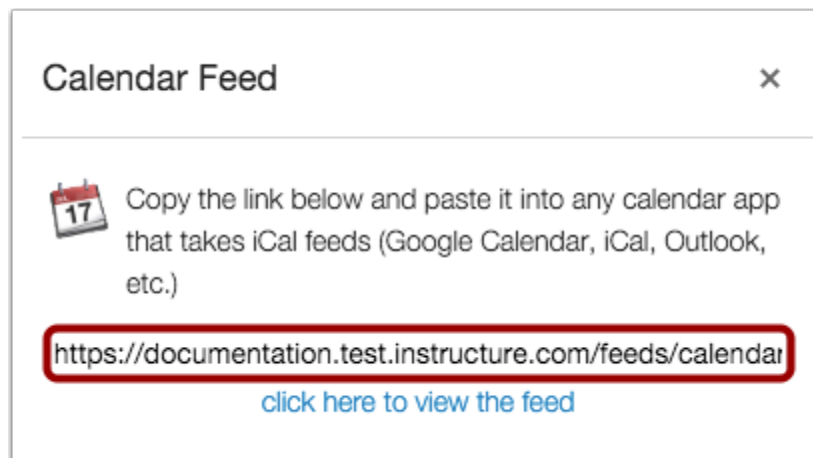 Calendar Feed
17
Copy the link below and paste it into any calendar app
that takes iCal feeds (Google Calendar, iCal, Outlook,
etc.)
https://documentation.test.instructure.com/feeds/calendar
click here to view the feed